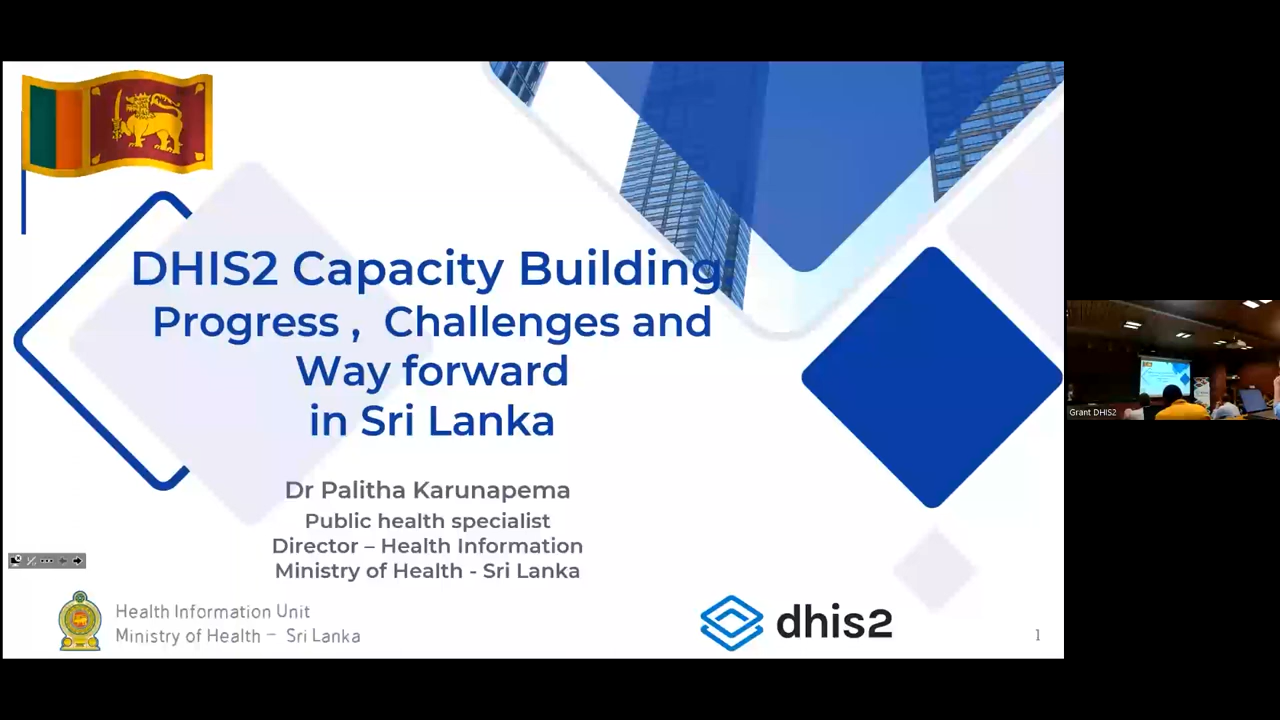 DHIS2 Capacity Building:
Progress , Challenges and
Way forward
in Sri Lanka
Dr Palitha Karunapema
Public health specialist
Director – Health Information
Ministry of Health - Sri Lanka
Health Information Unit
Ministry of Health – Sri Lanka
dhis2
1
Grant DHIS2